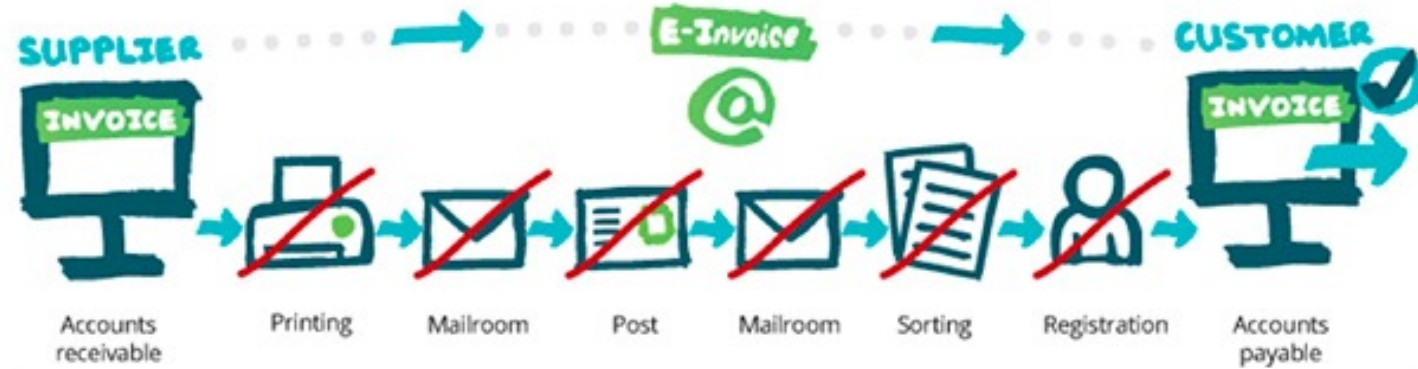 SUPPLIER
E-Invoice
CUSTOMER
INVOICE
@
INVOICE
Accounts
receivable
Printing
Mailroom
Post
Mailroom
Sorting
Registration
Accounts
payable